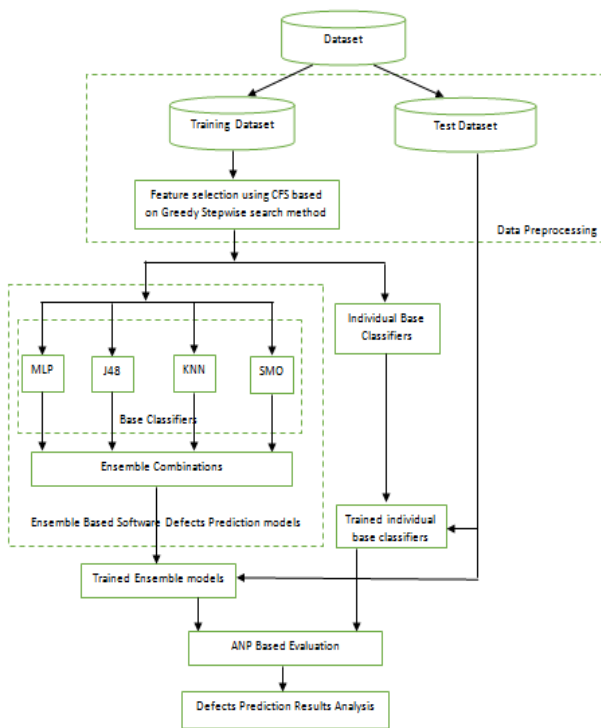 Dataset
Training Dataset
Test Dataset
Feature selection using CFS based
on Greedy Stepwise search method
Data Preprocessing
Individual Base
Classifiers
MLP
J48
KNN
SMO
Base Classifiers
Ensemble Combinations
Ensemble Based Software Defects Prediction models
Trained individual
base classifiers
Trained Ensemble models
ANP Based Evaluation
Defects Prediction Results Analysis